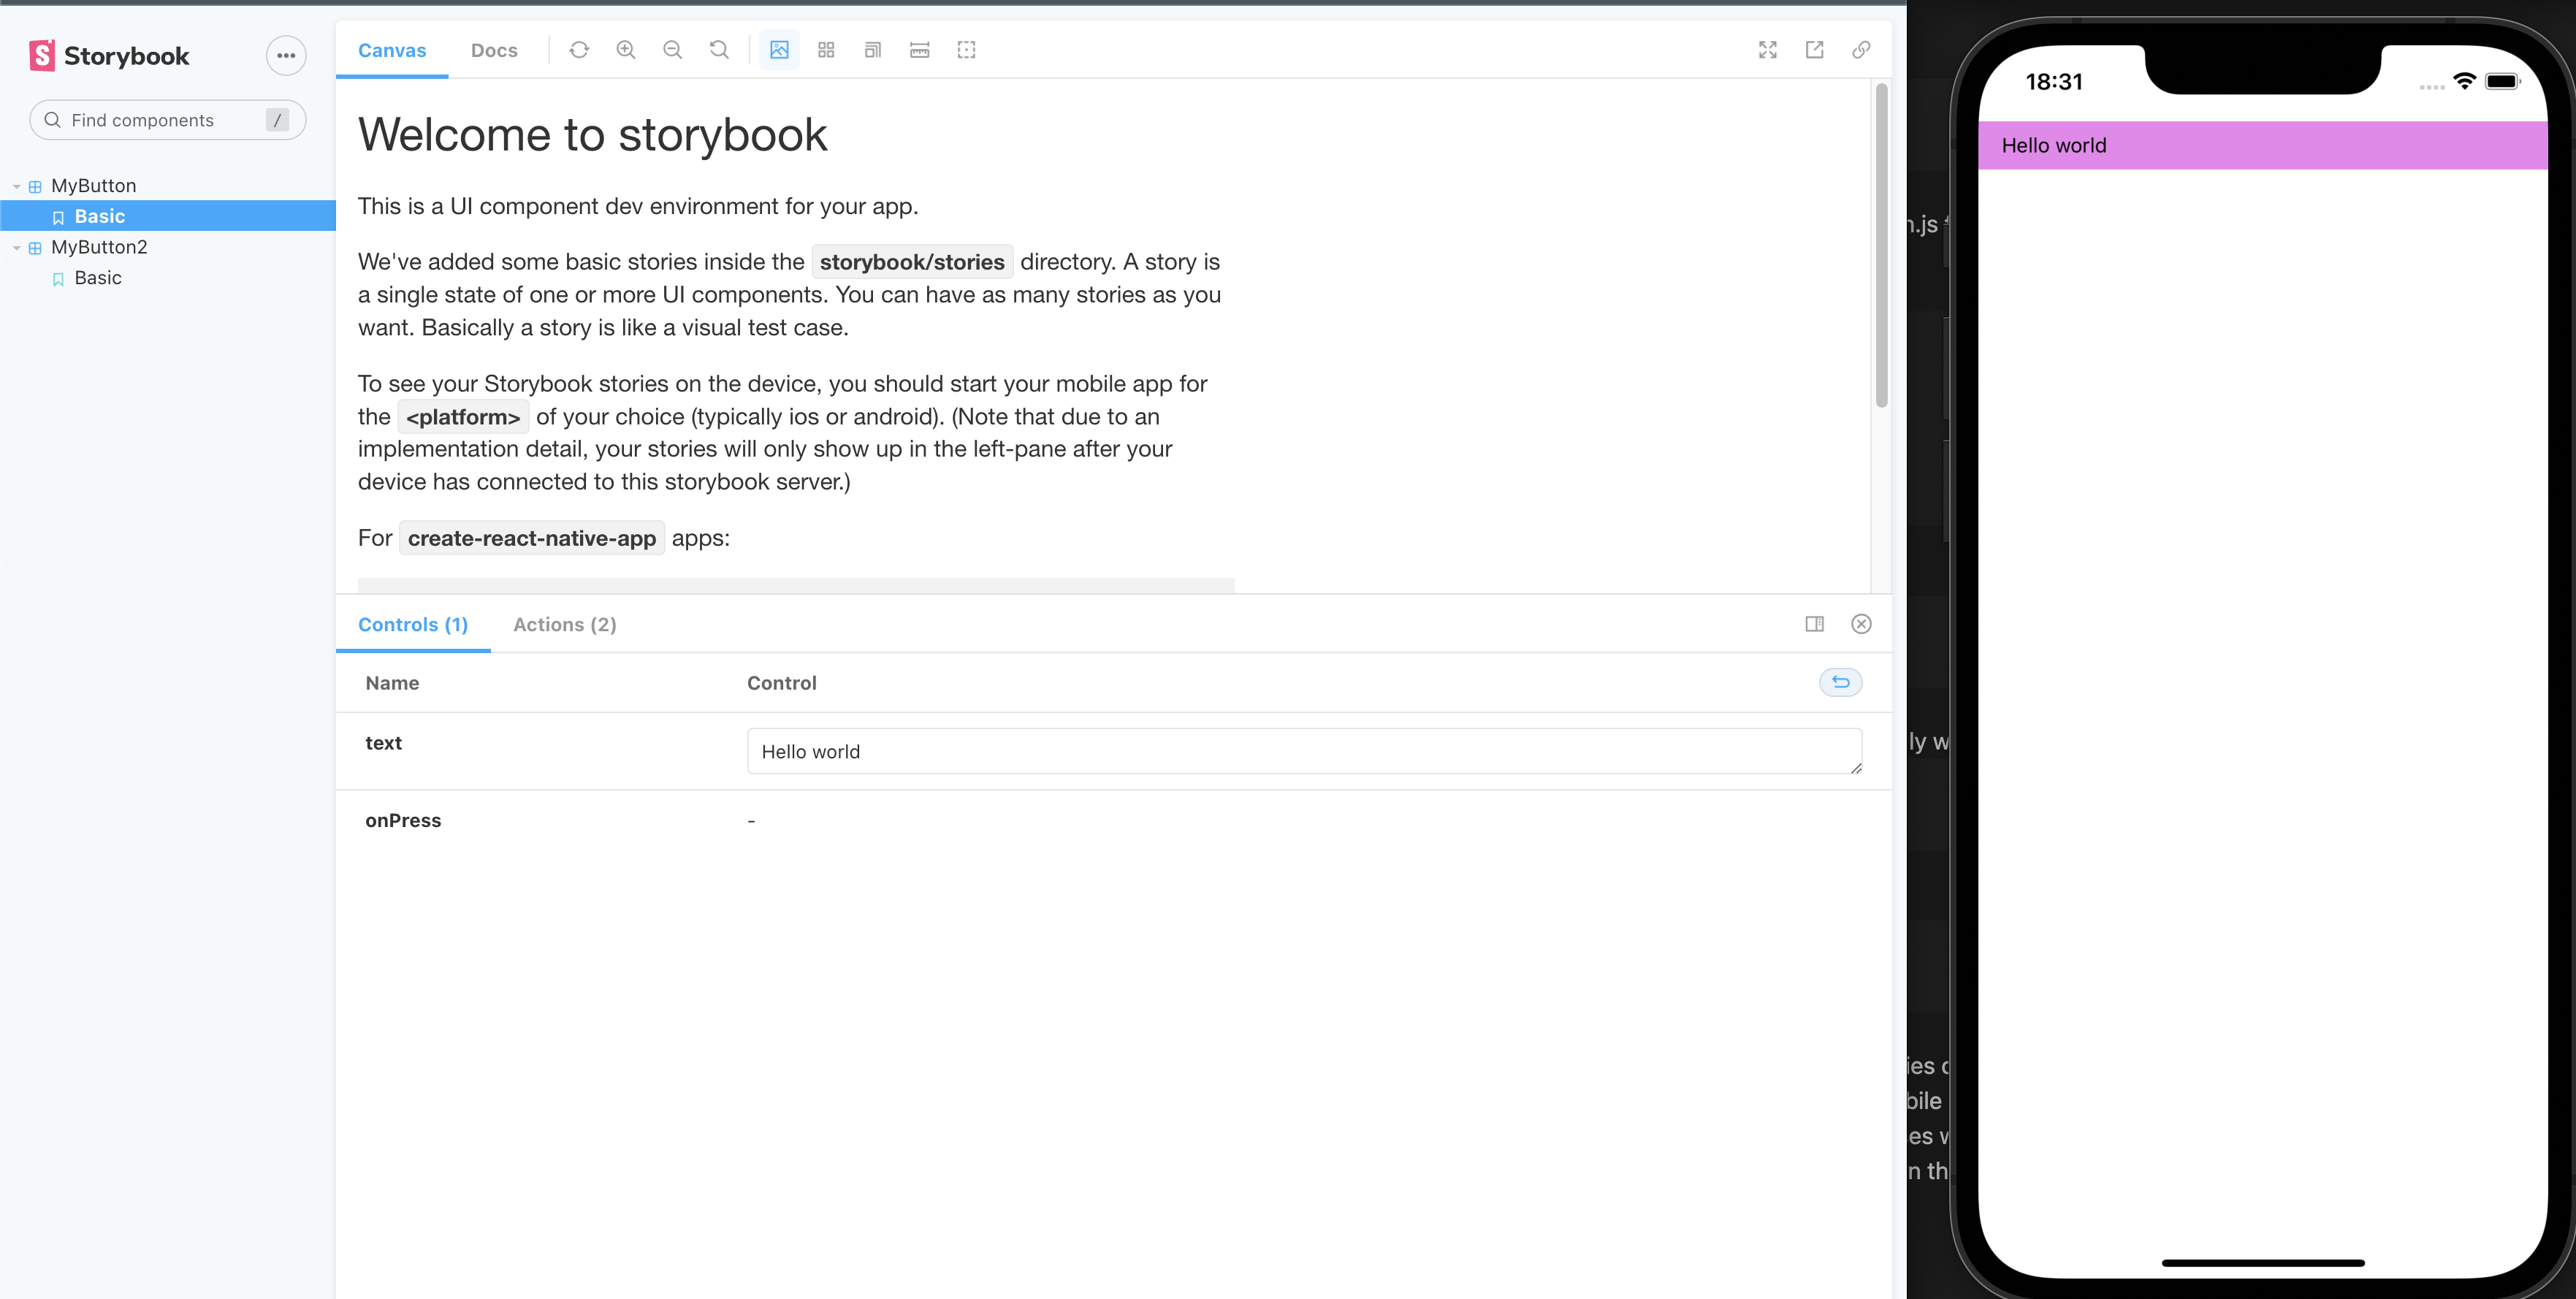 Storybook
Find components
/
MyButton
Basic
MyButton2
Basic
Canvas
Docs
Welcome to storybook
This is a UI component dev environment for your app.
We've added some basic stories inside the storybook/stories directory. A story is
a single state of one or more UI components. You can have as many stories as you
want. Basically a story is like a visual test case.
To see your Storybook stories on the device, you should start your mobile app for
the <platform> of your choice (typically ios or android). (Note that due to an
implementation detail, your stories will only show up in the left-pane after your
device has connected to this storybook server.)
For create-react-native-app apps:
Controls (1)
Actions (2)
Name
Control
text
Hello world
onPress
-
18:31
Hello world